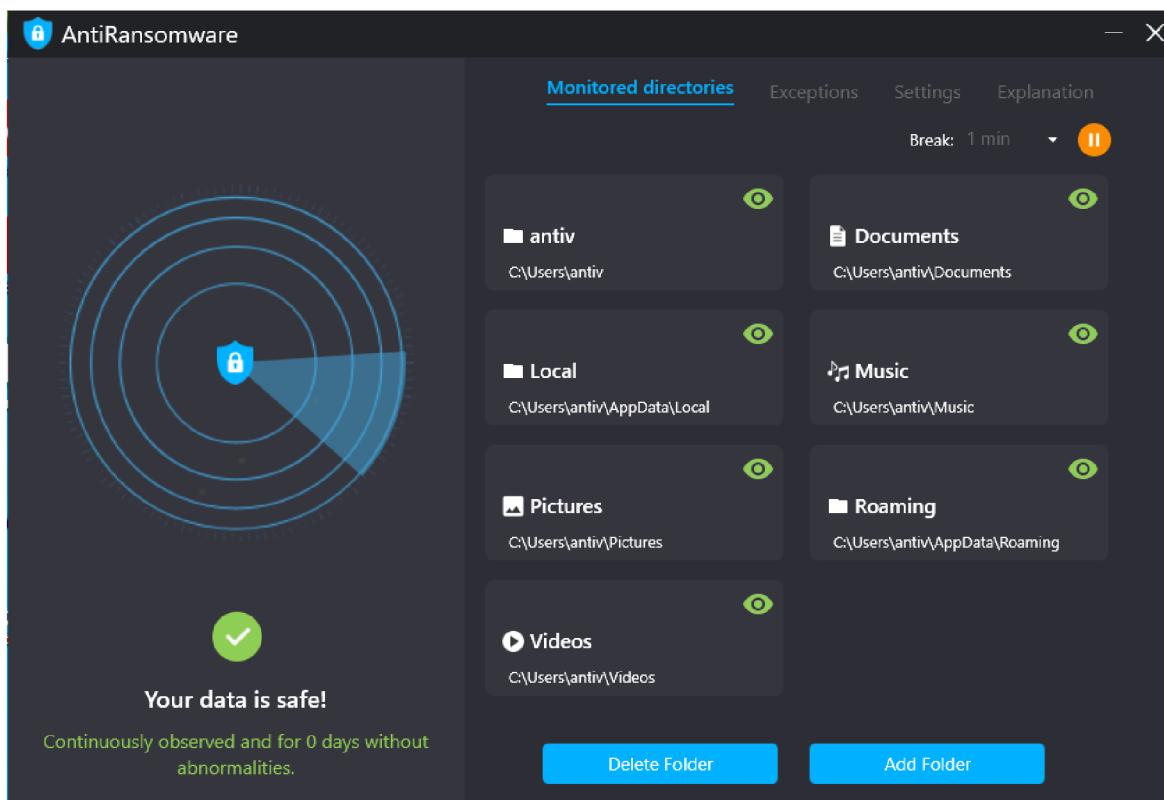 AntiRansomware
Monitored directories
Exceptions
Settings
Explanation
Break: 1 min
antiv
C:\Users\antiv
Documents
C:\Users\antiv\Documents
Local
C:\Users\antiv\AppData\Local
Music
C:\Users\antiv\Music
Pictures
C:\Users\antiv\Pictures
Roaming
C:\Users\antiv\AppData\Roaming
Videos
C:\Users\antiv\Videos
Your data is safe!
Continuously observed and for 0 days without
abnormalities.
Delete Folder
Add Folder